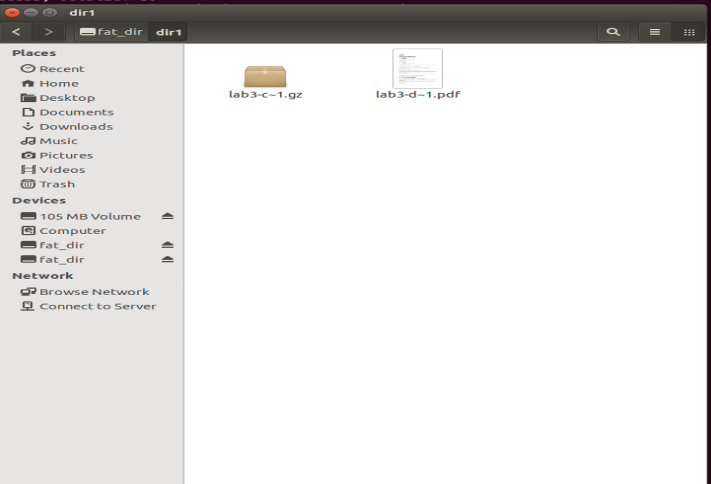 dir1
fat_dir dir1
Places
Recent
Home
Desktop
Documents
Downloads
Music
Pictures
Videos
Trash
Devices
105 MB Volume
Computer
fat_dir
fat_dir
Network
Browse Network
Connect to Server
lab3-c~1.gz
lab3-d~1.pdf